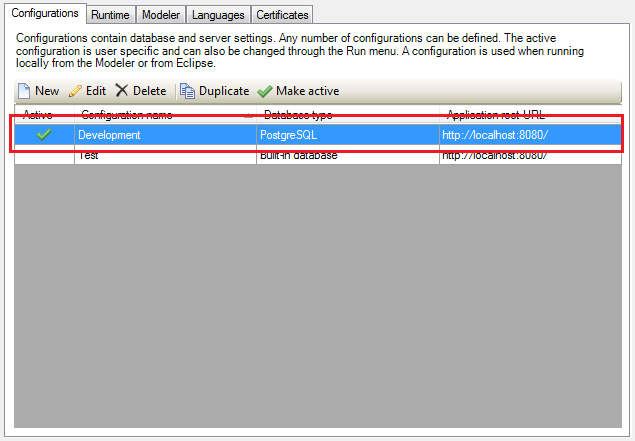 Configurations Runtime Modeler Languages Certificates
Configurations contain database and server settings. Any number of configurations can be defined. The active
configuration is user specific and can also be changed through the Run menu. A configuration is used when running
locally from the Modeler or from Eclipse.
New Edit Delete Duplicate Make active
Active Configuration name Database type Application root URL
Development PostgreSQL http://localhost:8080/
Test Built-in database http://localhost:8080/